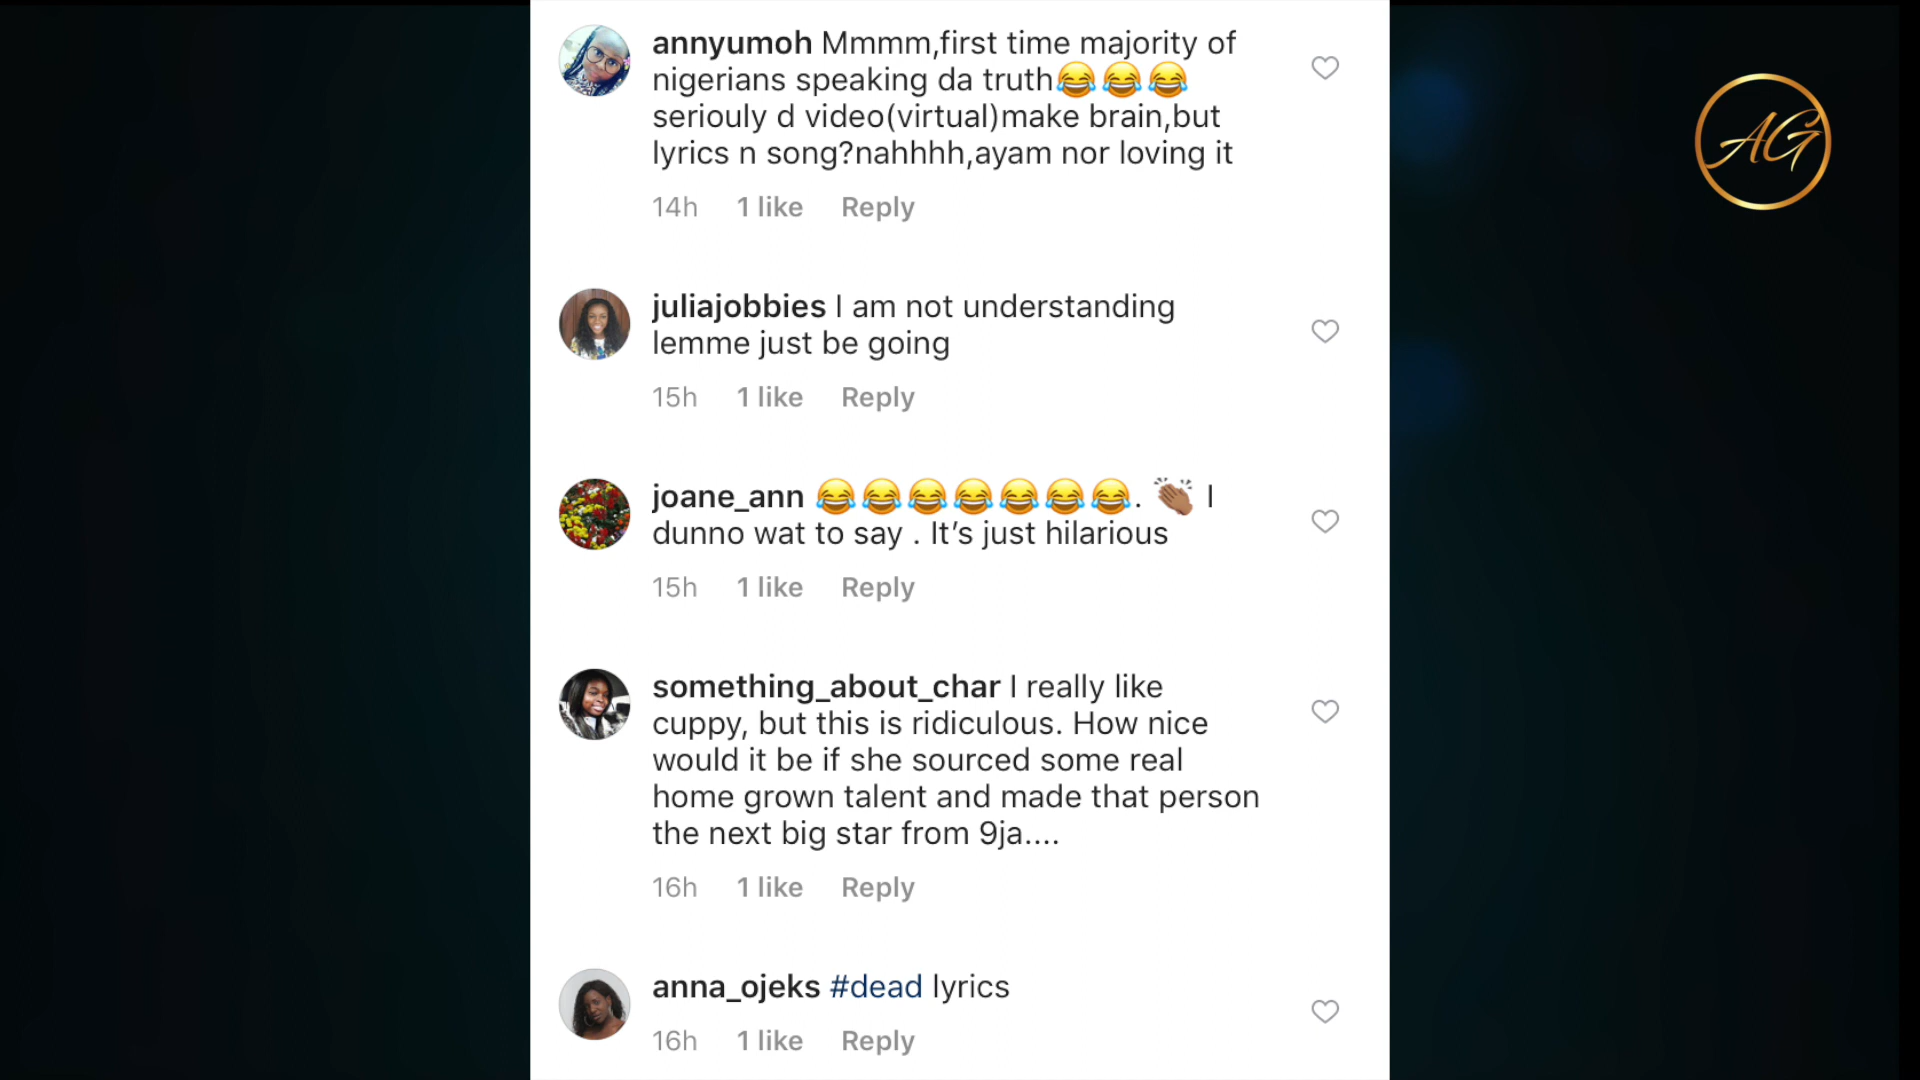 annyumoh Mmmm,first time majority of
nigerians speaking da truth😂😂😂
seriouly d video(virtual)make brain,but
lyrics n song?nahhhh,ayam nor loving it
14h 1 like Reply
juliajobbies I am not understanding
lemme just be going
15h 1 like Reply
joane_ann 😂😂😂😂😂😂😂. 👏🏾 I
dunno wat to say . It’s just hilarious
15h 1 like Reply
something_about_char I really like
cuppy, but this is ridiculous. How nice
would it be if she sourced some real
home grown talent and made that person
the next big star from 9ja....
16h 1 like Reply
anna_ojeks #dead lyrics
16h 1 like Reply
AG